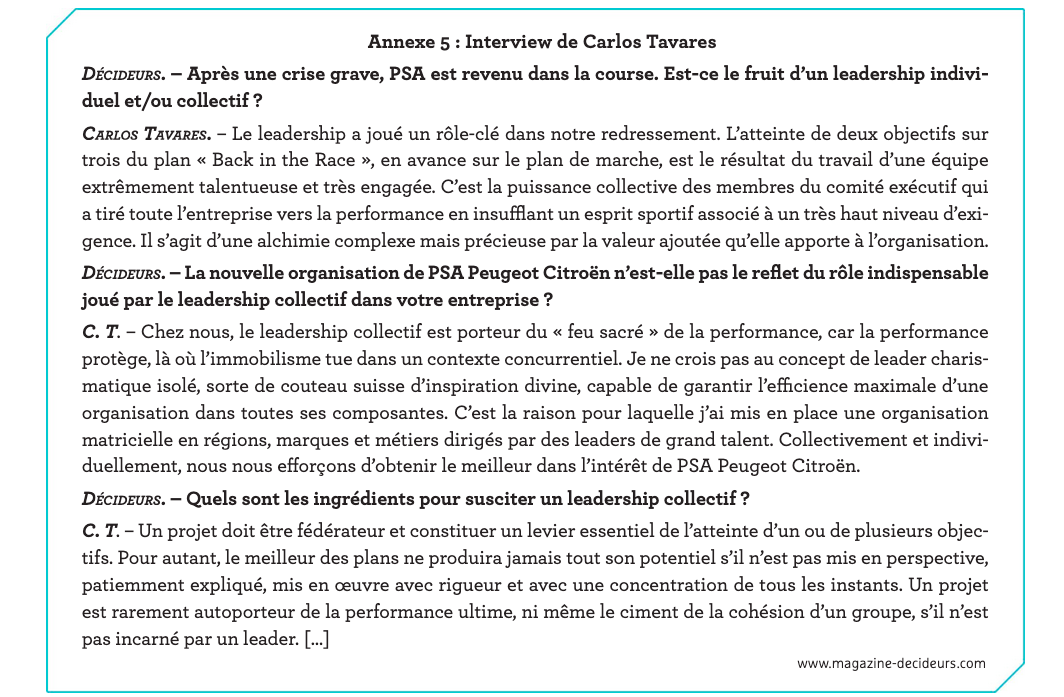 Annexe 5 : Interview de Carlos Tavares
Décideurs. – Après une crise grave, PSA est revenu dans la course. Est-ce le fruit d’un leadership indivi-
duel et/ou collectif ?
Carlos Tavares. – Le leadership a joué un rôle-clé dans notre redressement. L’atteinte de deux objectifs sur
trois du plan « Back in the Race », en avance sur le plan de marche, est le résultat du travail d’une équipe
extrêmement talentueuse et très engagée. C’est la puissance collective des membres du comité exécutif qui
a tiré toute l’entreprise vers la performance en insufflant un esprit sportif associé à un très haut niveau d’exi-
gence. Il s’agit d’une alchimie complexe mais précieuse par la valeur ajoutée qu’elle apporte à l’organisation.
Décideurs. – La nouvelle organisation de PSA Peugeot Citroën n’est-elle pas le reflet du rôle indispensable
joué par le leadership collectif dans votre entreprise ?
C. T. – Chez nous, le leadership collectif est porteur du « feu sacré » de la performance, car la performance
protège, là où l’immobilisme tue dans un contexte concurrentiel. Je ne crois pas au concept de leader charis-
matique isolé, sorte de couteau suisse d’inspiration divine, capable de garantir l’efficience maximale d’une
organisation dans toutes ses composantes. C’est la raison pour laquelle j’ai mis en place une organisation
matricielle en régions, marques et métiers dirigés par des leaders de grand talent. Collectivement et indivi-
duellement, nous nous efforçons d’obtenir le meilleur dans l’intérêt de PSA Peugeot Citroën.
Décideurs. – Quels sont les ingrédients pour susciter un leadership collectif ?
C. T. – Un projet doit être fédérateur et constituer un levier essentiel de l’atteinte d’un ou de plusieurs objec-
tifs. Pour autant, le meilleur des plans ne produira jamais tout son potentiel s’il n’est pas mis en perspective,
patiemment expliqué, mis en œuvre avec rigueur et avec une concentration de tous les instants. Un projet
est rarement autoporteur de la performance ultime, ni même le ciment de la cohésion d’un groupe, s’il n’est
pas incarné par un leader. [...]
www.magazine-decideurs.com